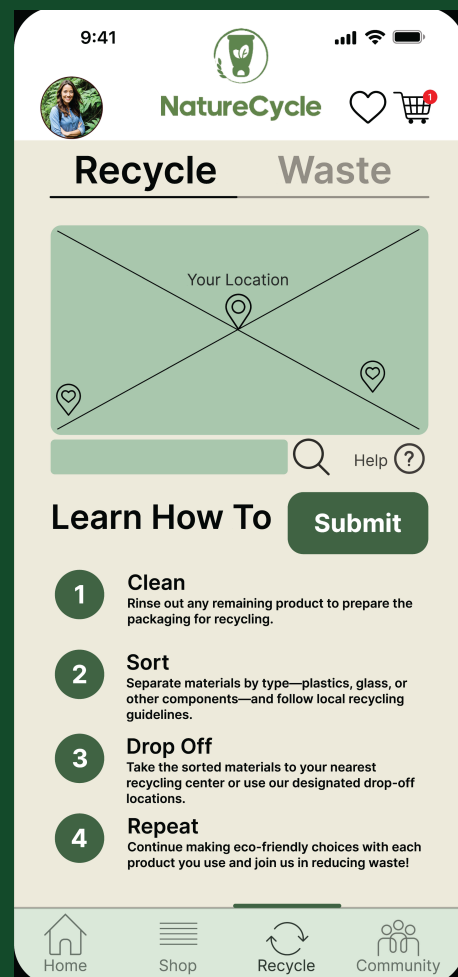 9:41
NatureCycle
1
Recycle Waste
Your Location
Help ?
Learn How To Submit
1 Clean
Rinse out any remaining product to prepare the
packaging for recycling.
2 Sort
Separate materials by type—plastics, glass, or
other components—and follow local recycling
guidelines.
3 Drop Off
Take the sorted materials to your nearest
recycling center or use our designated drop-off
locations.
4 Repeat
Continue making eco-friendly choices with each
product you use and join us in reducing waste!
Home Shop Recycle Community